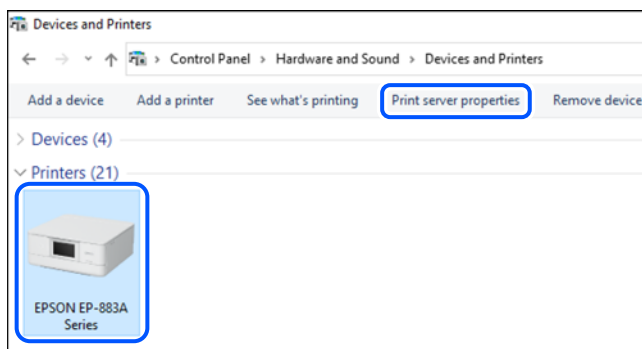 Devices and Printers
Control Panel > Hardware and Sound > Devices and Printers
Add a device Add a printer See what's printing Print server properties Remove device
Devices (4)
Printers (21)
EPSON EP-883A
Series